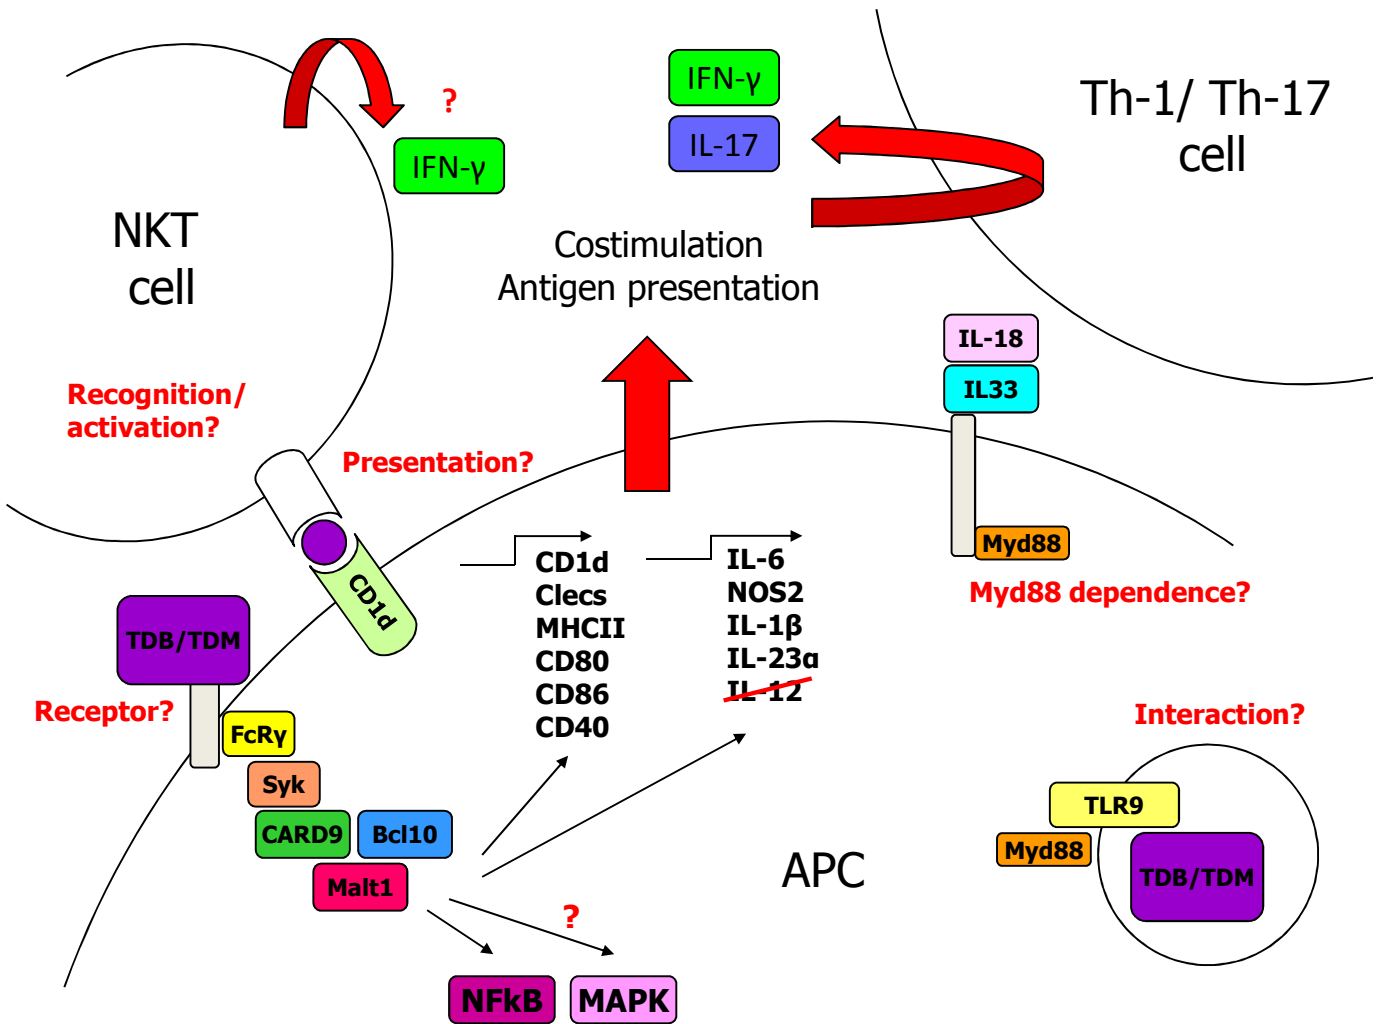 IFN-γ
?
IFN-γ
IL-17
Th-1/ Th-17
cell
NKT
cell
Costimulation
Antigen presentation
IL-18
IL33
Myd88
Myd88 dependence?
Recognition/
activation?
Presentation?
CD1d
TDB/TDM
Receptor?
FcRγ
Syk
CARD9
Bcl10
Malt1
CD1d
Clecs
MHCII
CD80
CD86
CD40
IL-6
NOS2
IL-1β
IL-23α
IL-12
?
NFkB
MAPK
APC
Interaction?
TLR9
Myd88
TDB/TDM